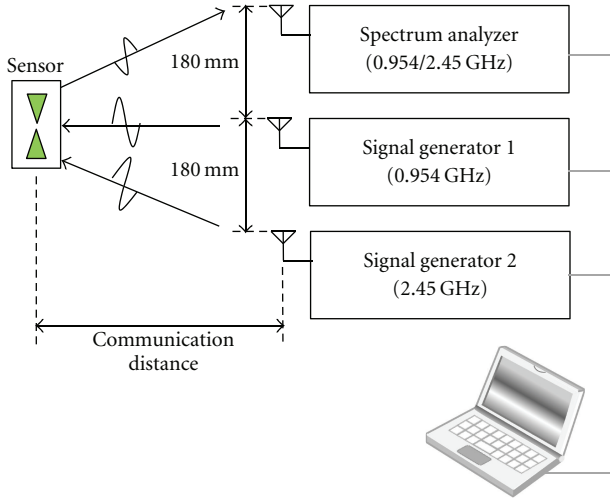 Sensor
180 mm
180 mm
Spectrum analyzer
(0.954/2.45 GHz)
Signal generator 1
(0.954 GHz)
Signal generator 2
(2.45 GHz)
Communication
distance